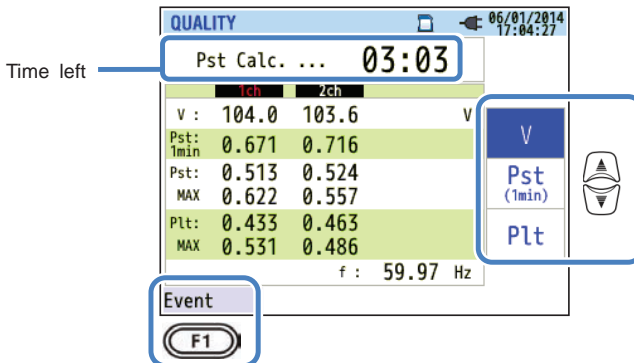 QUALITY 06/01/2014
17:04:27
Time left
Pst Calc. ... 03:03
1ch 2ch
V : 104.0 103.6 V
Pst: 1min 0.671 0.716
Pst: 0.513 0.524
MAX 0.622 0.557
Plt: 0.433 0.463
MAX 0.531 0.486
f : 59.97 Hz
V
Pst
(1min)
Plt
Event
F1